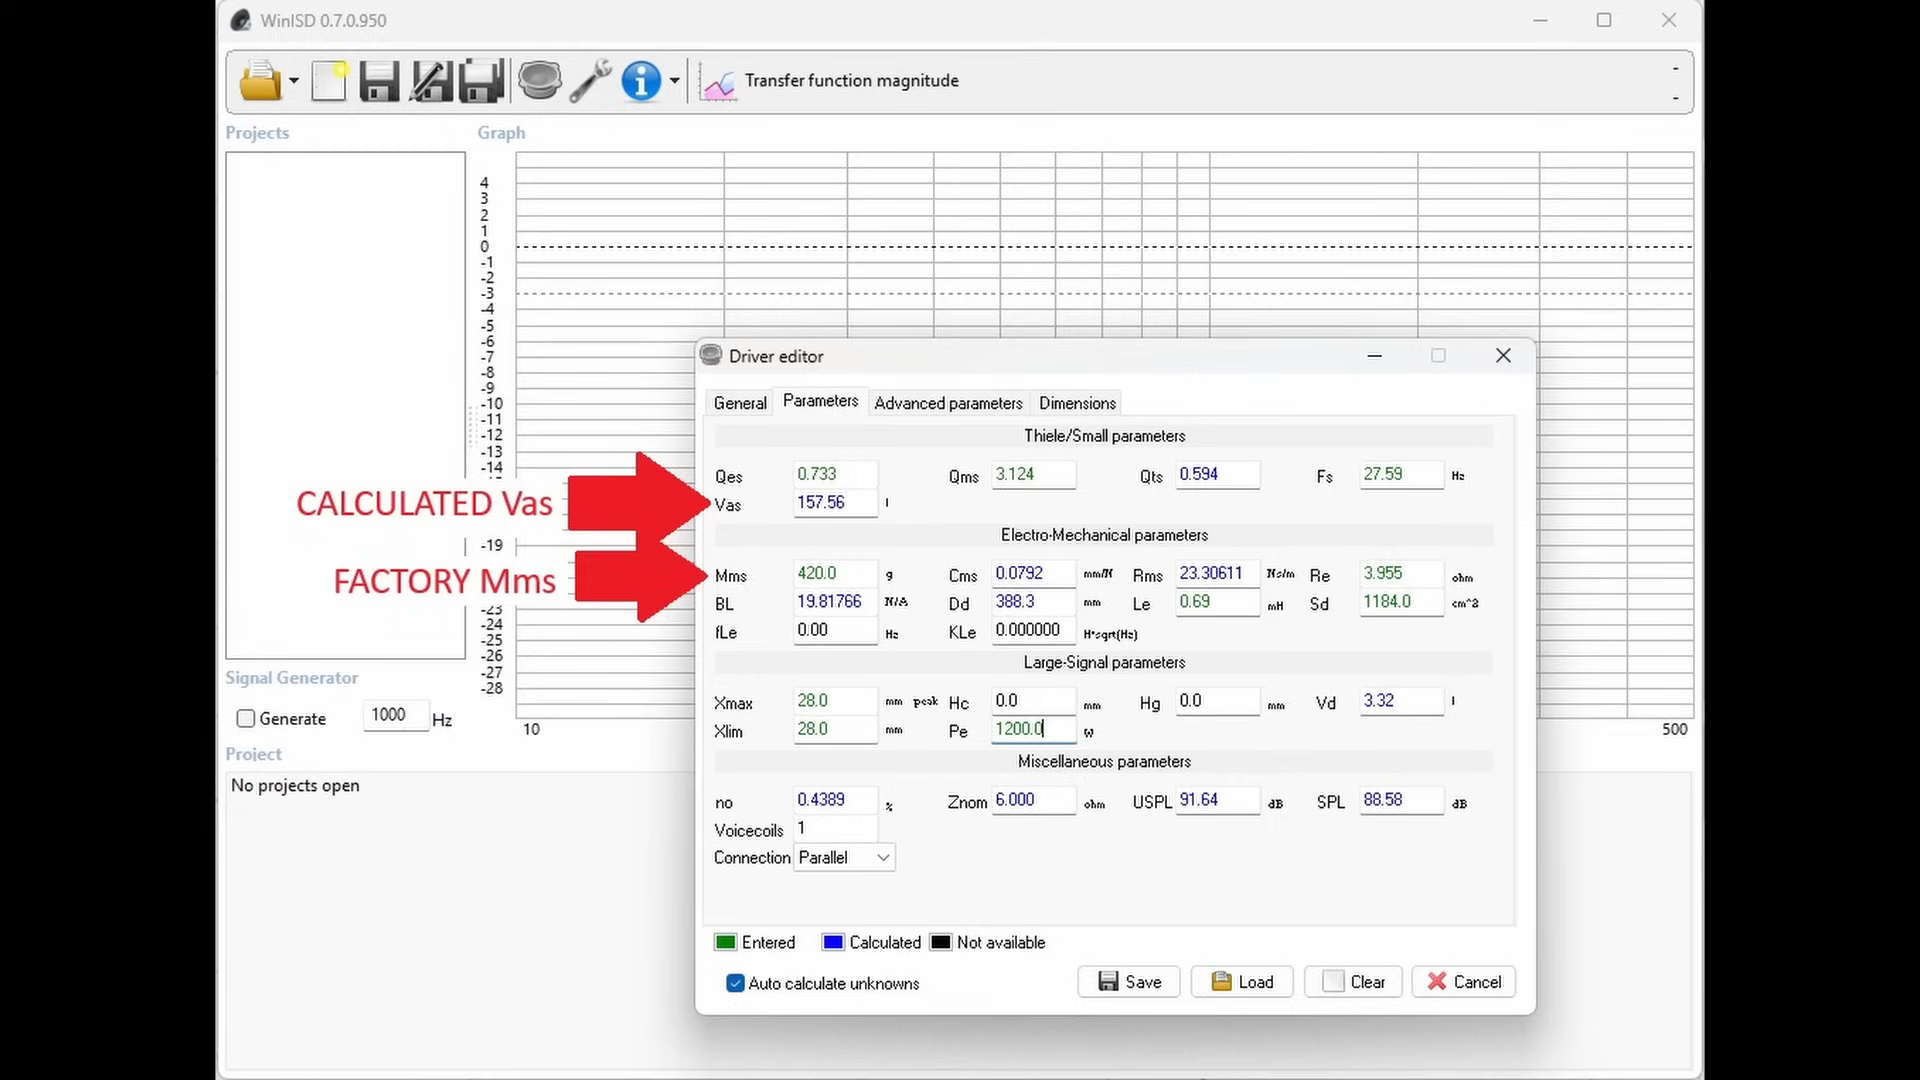 WinISD 0.7.0.950
Transfer function magnitude
Projects
Graph
4
3
2
1
0
-1
-2
-3
-4
-5
-6
-7
-8
-9
-10
-11
-12
-13
-14
-19
-23
-24
-25
-26
-27
-28
10
500
CALCULATED Vas
FACTORY Mms
Signal Generator
Generate 1000 Hz
Project
No projects open
Driver editor
General Parameters Advanced parameters Dimensions
Thiele/Small parameters
Qes 0.733 Qms 3.124 Qts 0.594 Fs 27.59 Hz
Vas 157.56 l
Electro-Mechanical parameters
Mms 420.0 g Cms 0.0792 mm/N Rms 23.30611 Ns/m Re 3.955 ohm
BL 19.81766 N/A Dd 388.3 mm Le 0.69 mH Sd 1184.0 cm^2
fLe 0.00 Hz KLe 0.000000 H*sqrt(Hz)
Large-Signal parameters
Xmax 28.0 mm peak Hc 0.0 mm Hg 0.0 mm Vd 3.32 l
Xlim 28.0 mm Pe 1200.0 W
Miscellaneous parameters
no 0.4389 % Znom 6.000 ohm USPL 91.64 dB SPL 88.58 dB
Voicecoils 1
Connection Parallel
Entered Calculated Not available
Auto calculate unknowns Save Load Clear Cancel